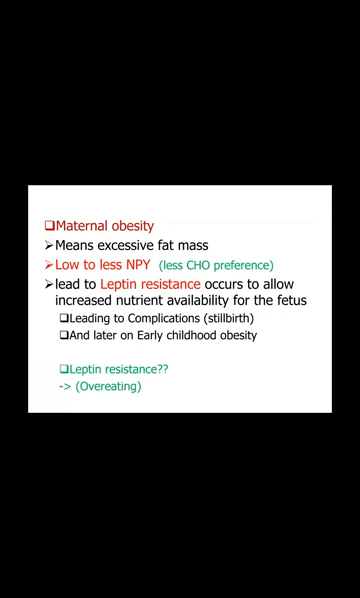 ❑Maternal obesity
➤Means excessive fat mass
➤Low to less NPY (less CHO preference)
➤lead to Leptin resistance occurs to allow
increased nutrient availability for the fetus
❑Leading to Complications (stillbirth)
❑And later on Early childhood obesity
❑Leptin resistance??
-> (Overeating)